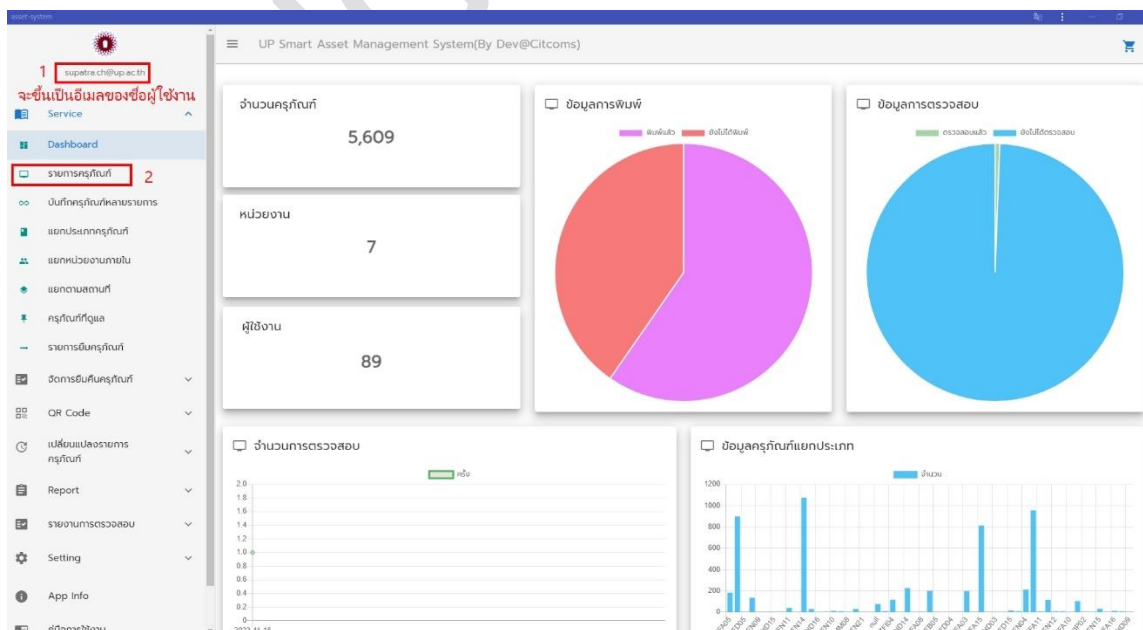 asset-system
UP Smart Asset Management System(By Dev@Citcoms)
1
supatra.ch@up.ac.th
จะขึ้นเป็นอีเมลของชื่อผู้ใช้งาน
Service
Dashboard
รายการครุภัณฑ์
2
บันทึกครุภัณฑ์หลายรายการ
แยกประเภทครุภัณฑ์
แยกหน่วยงานภายใน
แยกตามสถานที่
ครุภัณฑ์ที่ดูแล
รายการยืมครุภัณฑ์
จัดการยืมคืนครุภัณฑ์
QR Code
เปลี่ยนแปลงรายการ
ครุภัณฑ์
Report
รายงานการตรวจสอบ
Setting
App Info
คู่มือการใช้งาน
จำนวนครุภัณฑ์
5,609
หน่วยงาน
7
ผู้ใช้งาน
89
ข้อมูลการพิมพ์
พิมพ์แล้ว
ยังไม่ได้พิมพ์
ข้อมูลการตรวจสอบ
ตรวจสอบแล้ว
ยังไม่ได้ตรวจสอบ
จำนวนการตรวจสอบ
ครั้ง
2.0
1.8
1.6
1.4
1.2
1.0
0.8
0.6
0.4
0.2
0
ข้อมูลครุภัณฑ์แยกประเภท
จำนวน
1200
1000
800
600
400
200
0
null